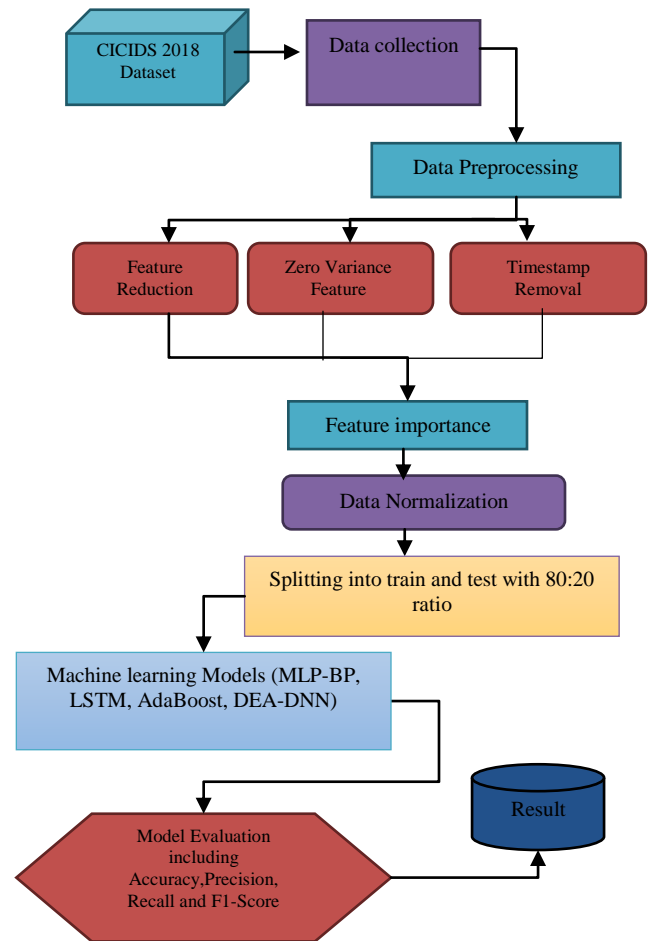 CICIDS 2018
Dataset
Data collection
Data Preprocessing
Feature
Reduction
Zero Variance
Feature
Timestamp
Removal
Feature importance
Data Normalization
Splitting into train and test with 80:20
ratio
Machine learning Models (MLP-BP,
LSTM, AdaBoost, DEA-DNN)
Result
Model Evaluation
including
Accuracy,Precision,
Recall and F1-Score